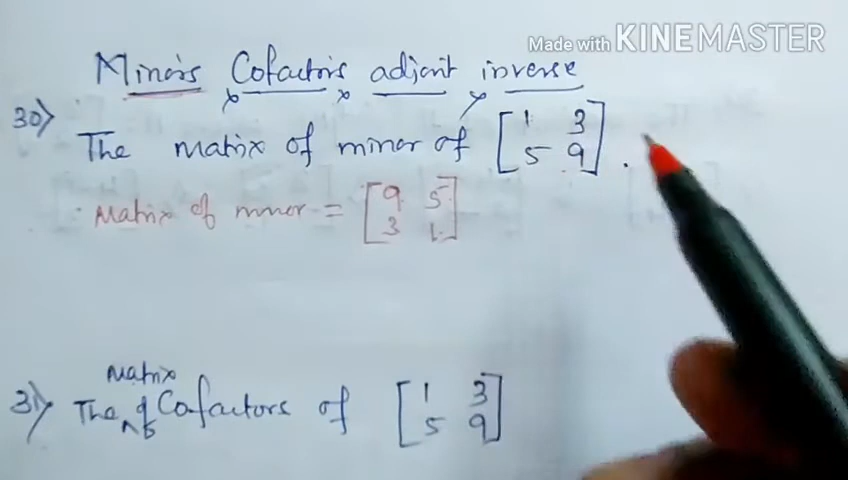 Made with KINEMASTER
Minors Cofactors adjoint inverse
30) The matrix of minor of [1 3
5 9].
Matrix of minor = [9 5
3 1]
matrix
31) The of Cofactors of [1 3
5 9]